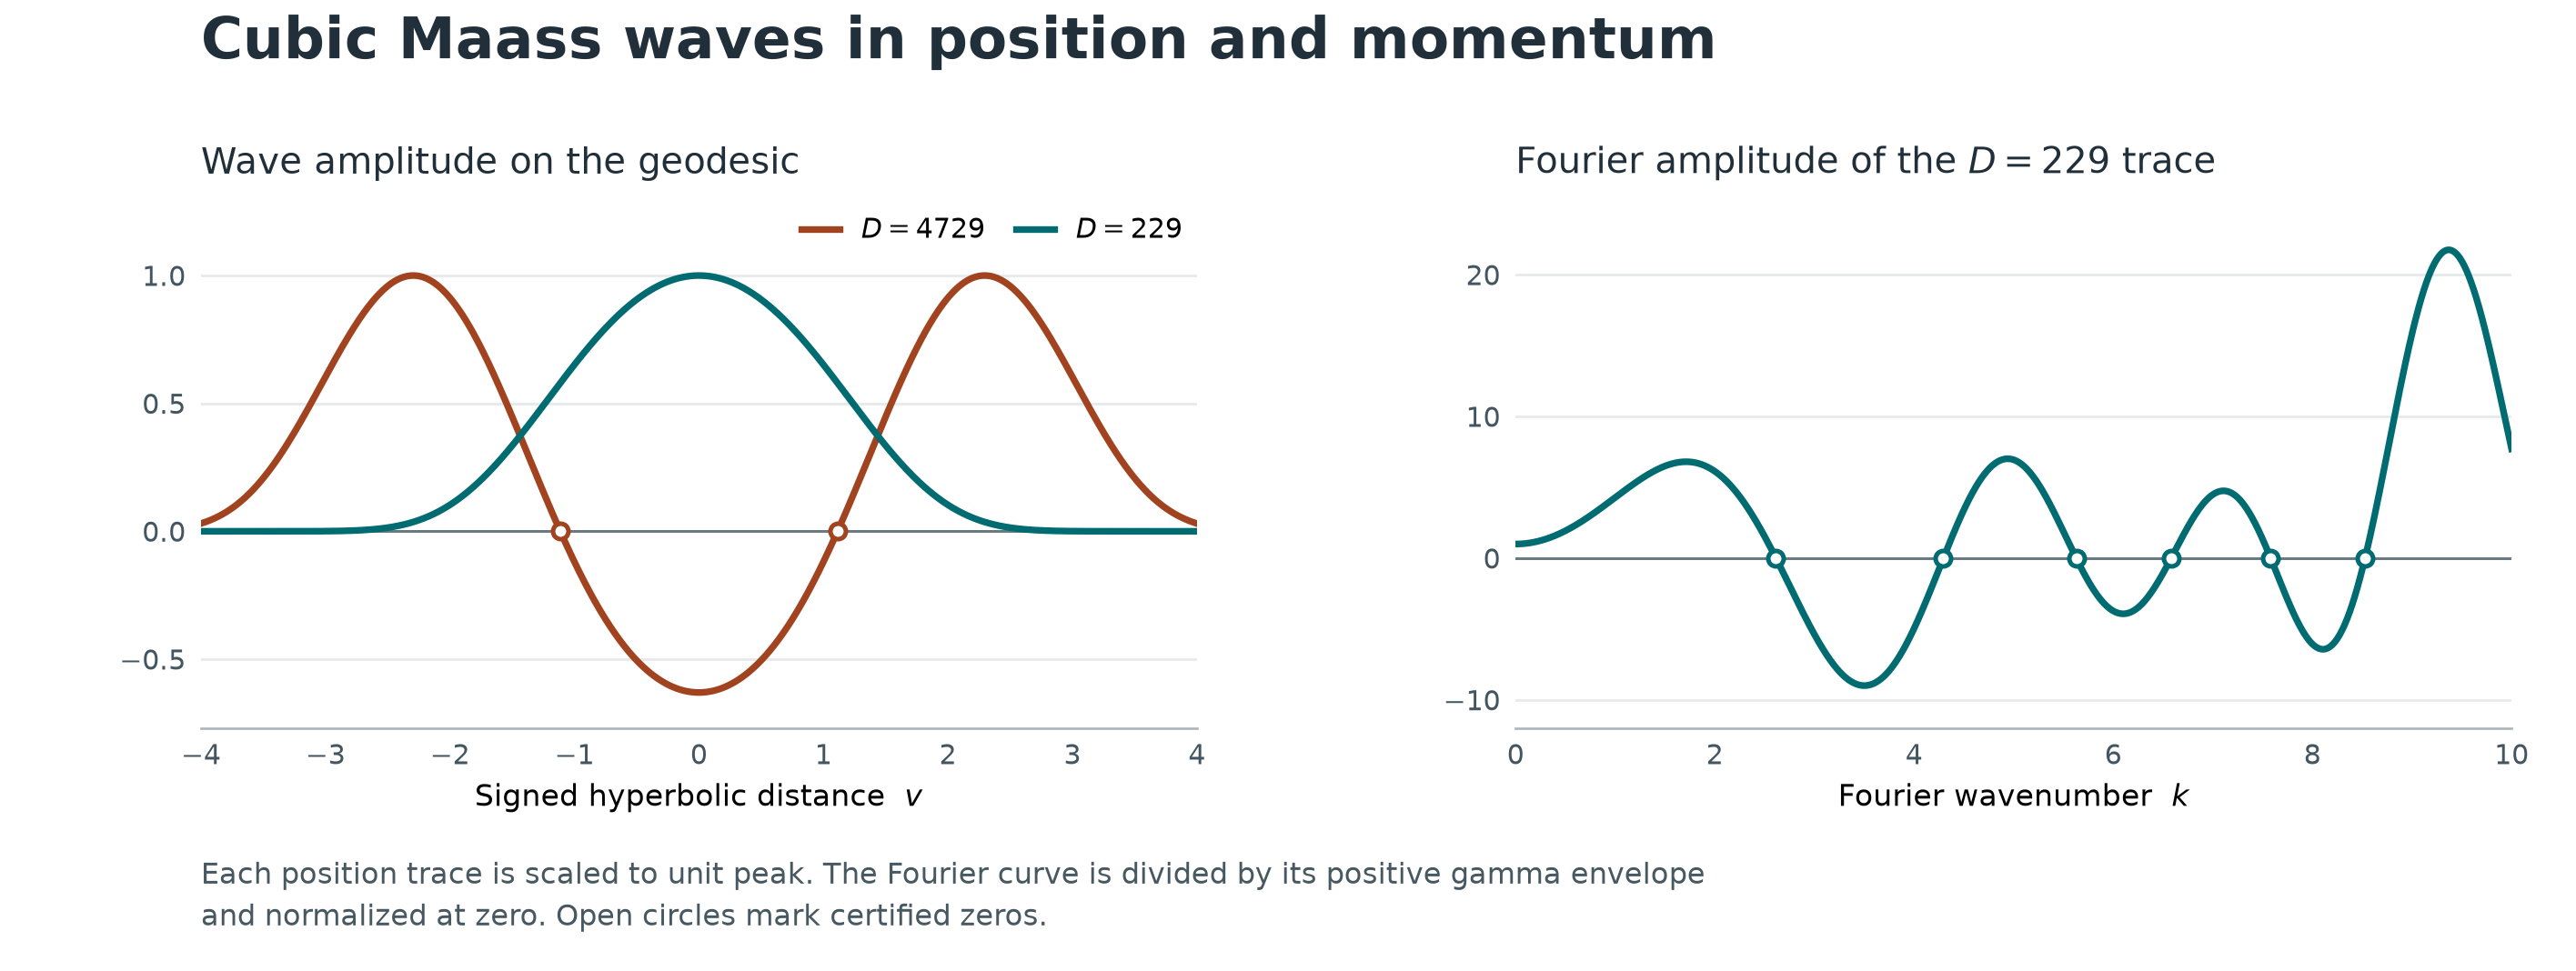 Cubic Maass waves in position and momentum
Wave amplitude on the geodesic
D = 4729
D = 229
1.0
0.5
0.0
−0.5
−4
−3
−2
−1
0
1
2
3
4
Signed hyperbolic distance v
Fourier amplitude of the D = 229 trace
20
10
0
−10
0
2
4
6
8
10
Fourier wavenumber k
Each position trace is scaled to unit peak. The Fourier curve is divided by its positive gamma envelope
and normalized at zero. Open circles mark certified zeros.